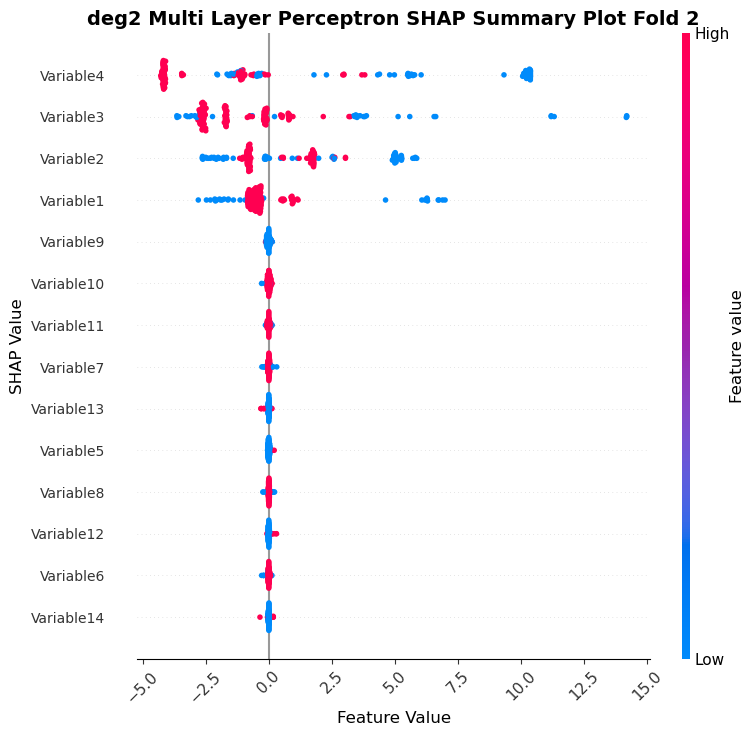 deg2 Multi Layer Perceptron SHAP Summary Plot Fold 2
High
Variable4
Variable3
Variable2
Variable1
Variable9
Variable10
Variable11
Variable7
Variable13
Variable5
Variable8
Variable12
Variable6
Variable14
SHAP Value
Feature value
Low
−5.0
−2.5
0.0
2.5
5.0
7.5
10.0
12.5
15.0
Feature Value